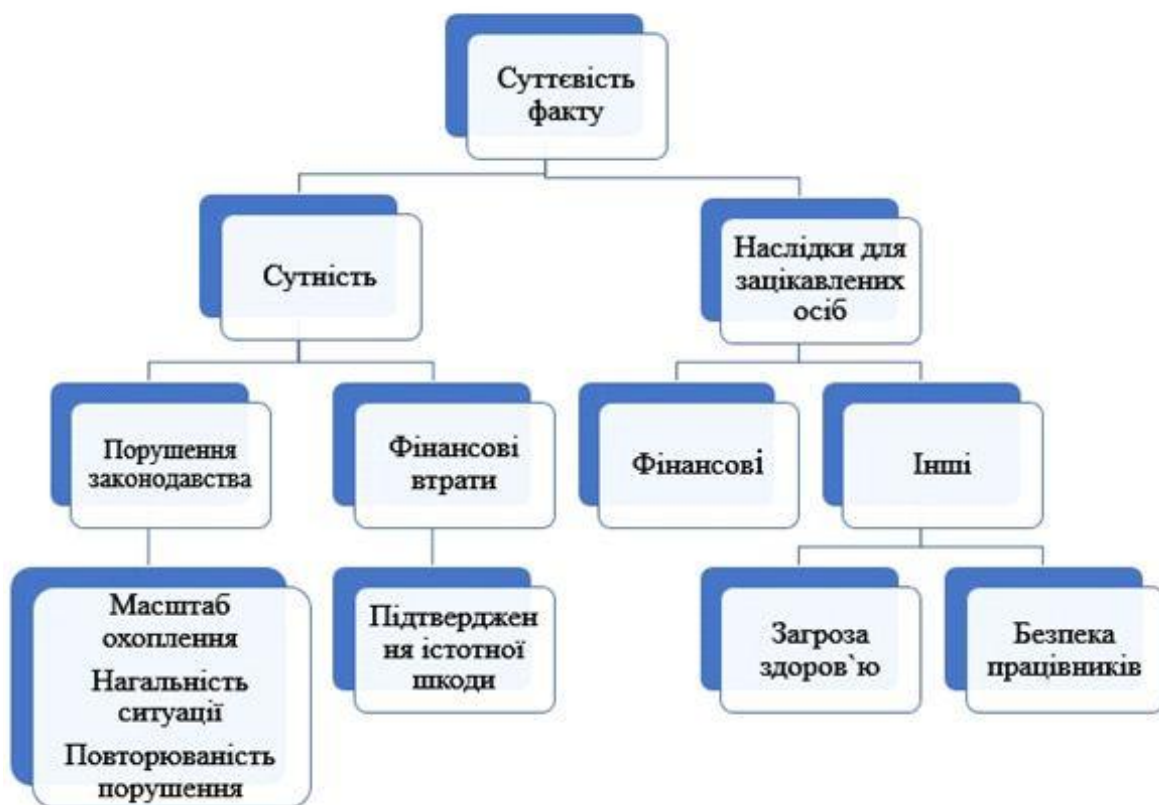 Суттєвість
факту
Сутність
Наслідки для
зацікавлених
осіб
Порушення
законодавства
Фінансові
втрати
Фінансові
Інші
Масштаб
охоплення
Нагальність
ситуації
Повторюваність
порушення
Підтверджен
ня істотної
шкоди
Загроза
здоров`ю
Безпека
працівників